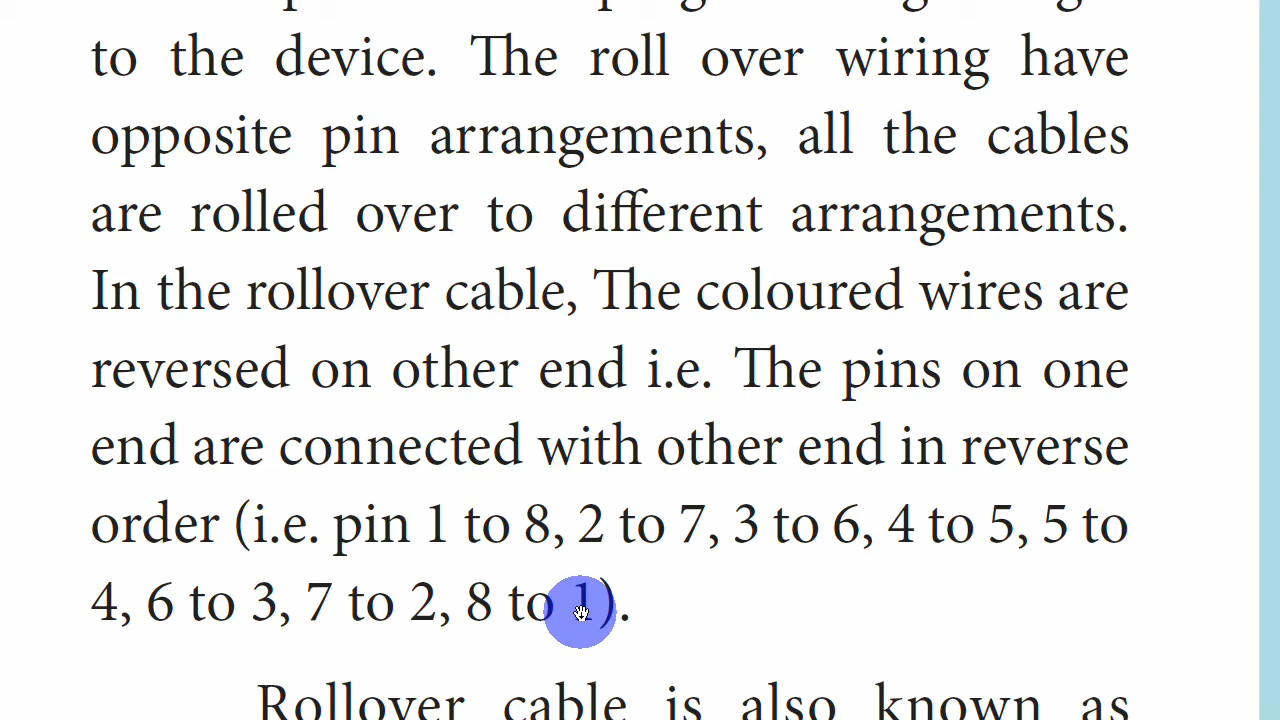 to the device. The roll over wiring have
opposite pin arrangements, all the cables
are rolled over to different arrangements.
In the rollover cable, The coloured wires are
reversed on other end i.e. The pins on one
end are connected with other end in reverse
order (i.e. pin 1 to 8, 2 to 7, 3 to 6, 4 to 5, 5 to
4, 6 to 3, 7 to 2, 8 to 1).
Rollover cable is also known as